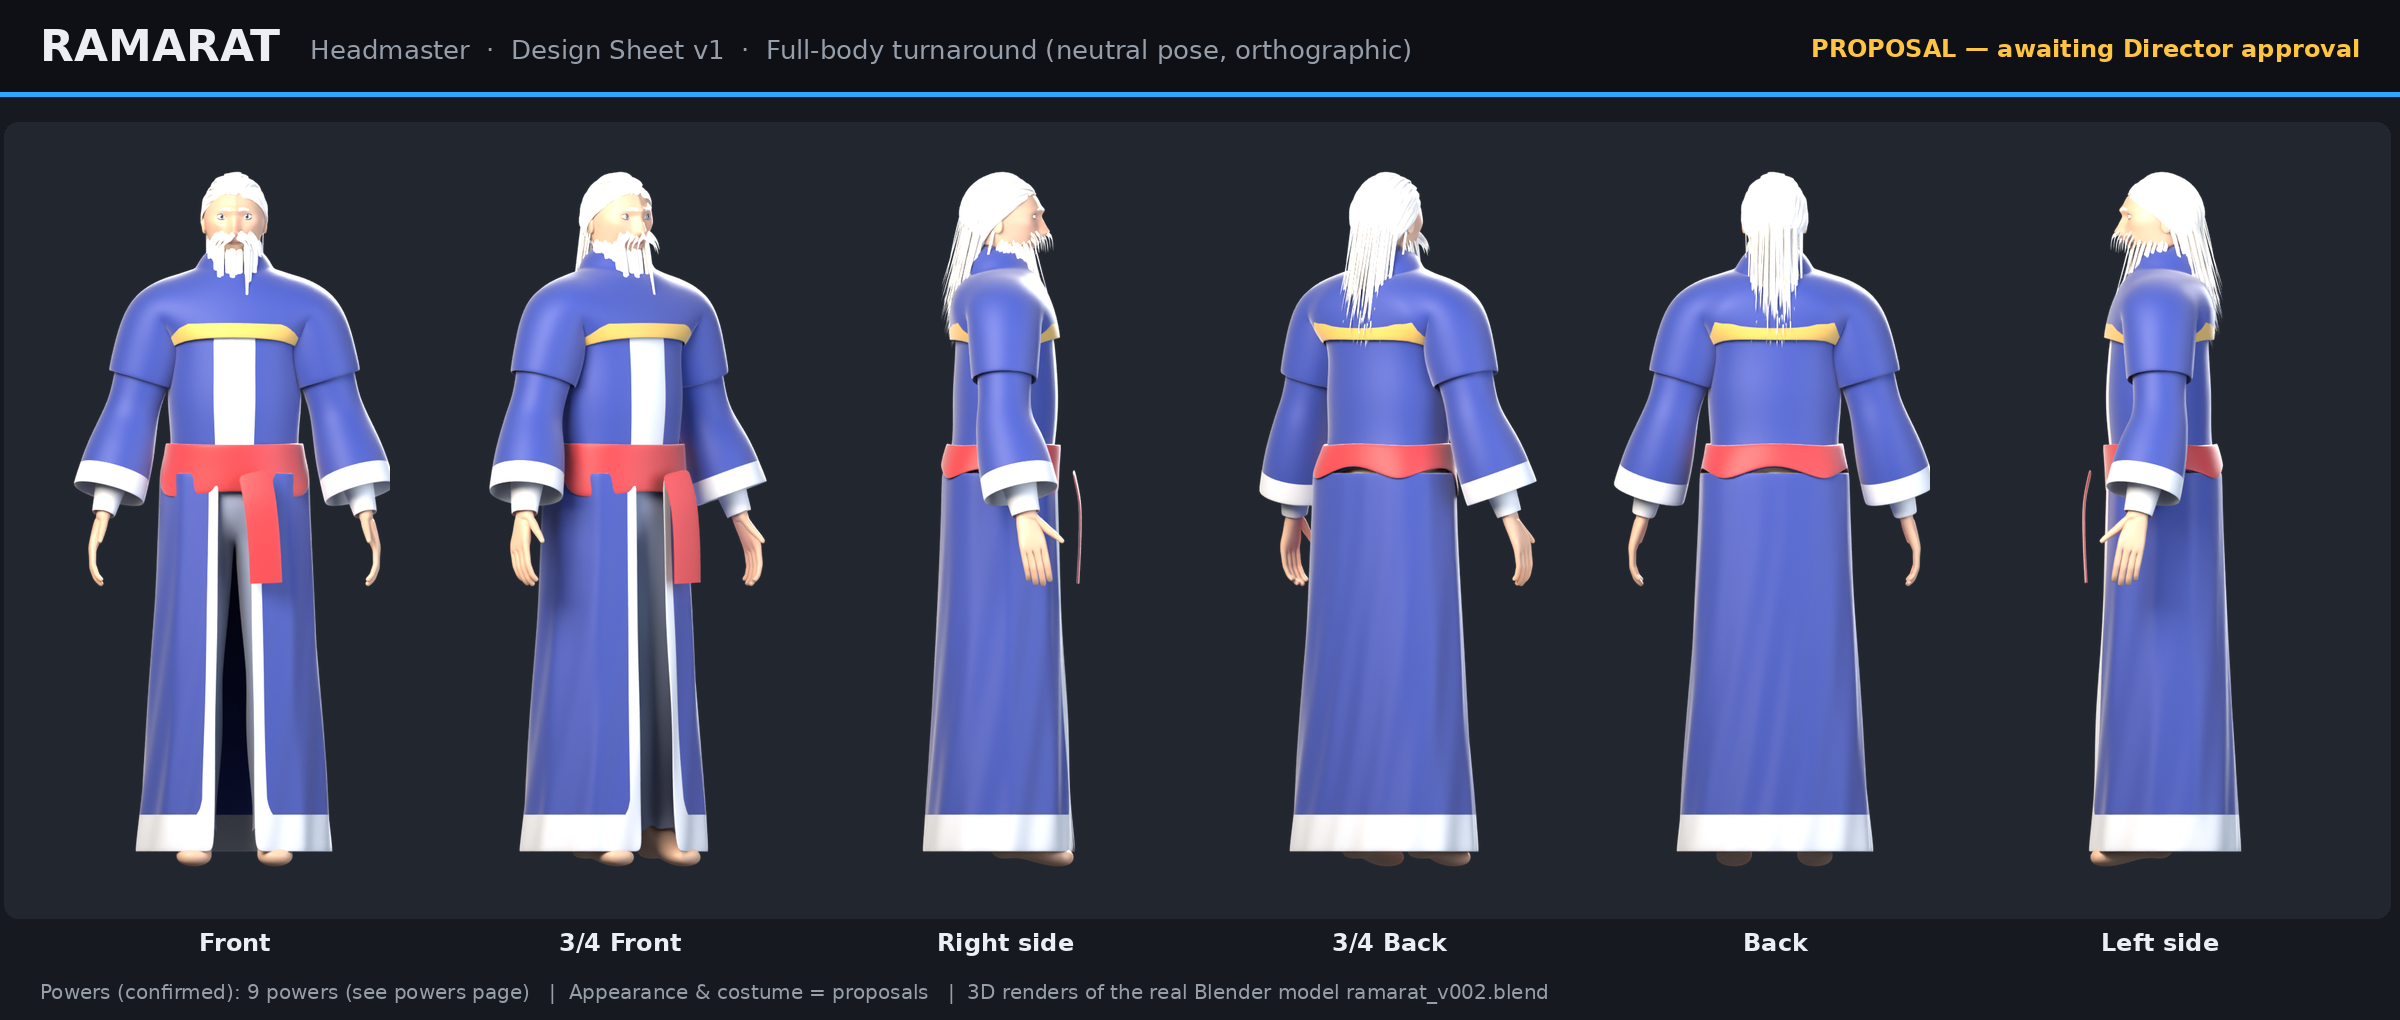 RAMARAT Headmaster · Design Sheet v1 · Full-body turnaround (neutral pose, orthographic) PROPOSAL — awaiting Director approval
Front 3/4 Front Right side 3/4 Back Back Left side
Powers (confirmed): 9 powers (see powers page) | Appearance & costume = proposals | 3D renders of the real Blender model ramarat_v002.blend